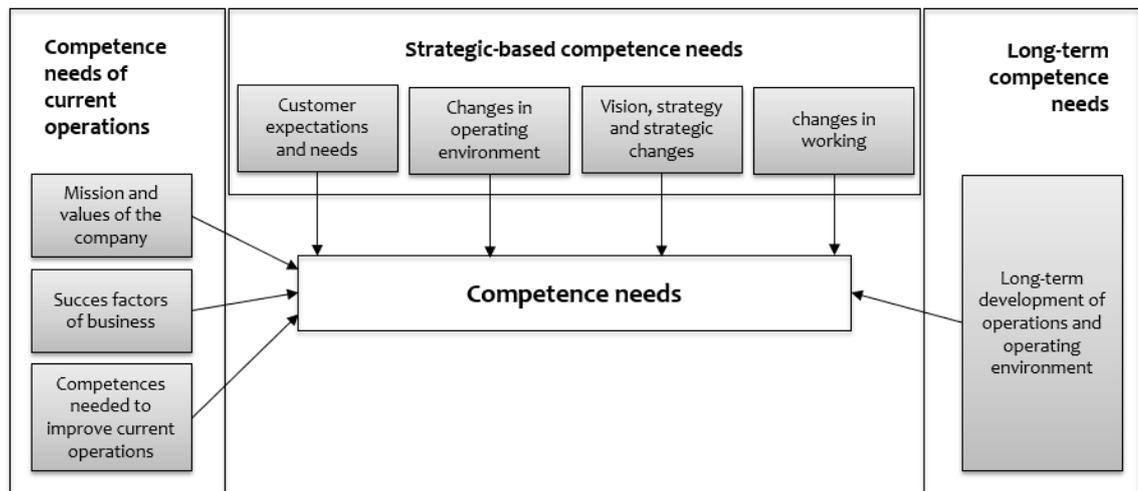 Competence
needs of
current
operations
Mission and
values of the
company
Succes factors
of business
Competences
needed to
improve current
operations
Strategic-based competence needs
Customer
expectations
and needs
Changes in
operating
environment
Vision, strategy
and strategic
changes
changes in
working
Competence needs
Long-term
competence
needs
Long-term
development of
operations and
operating
environment